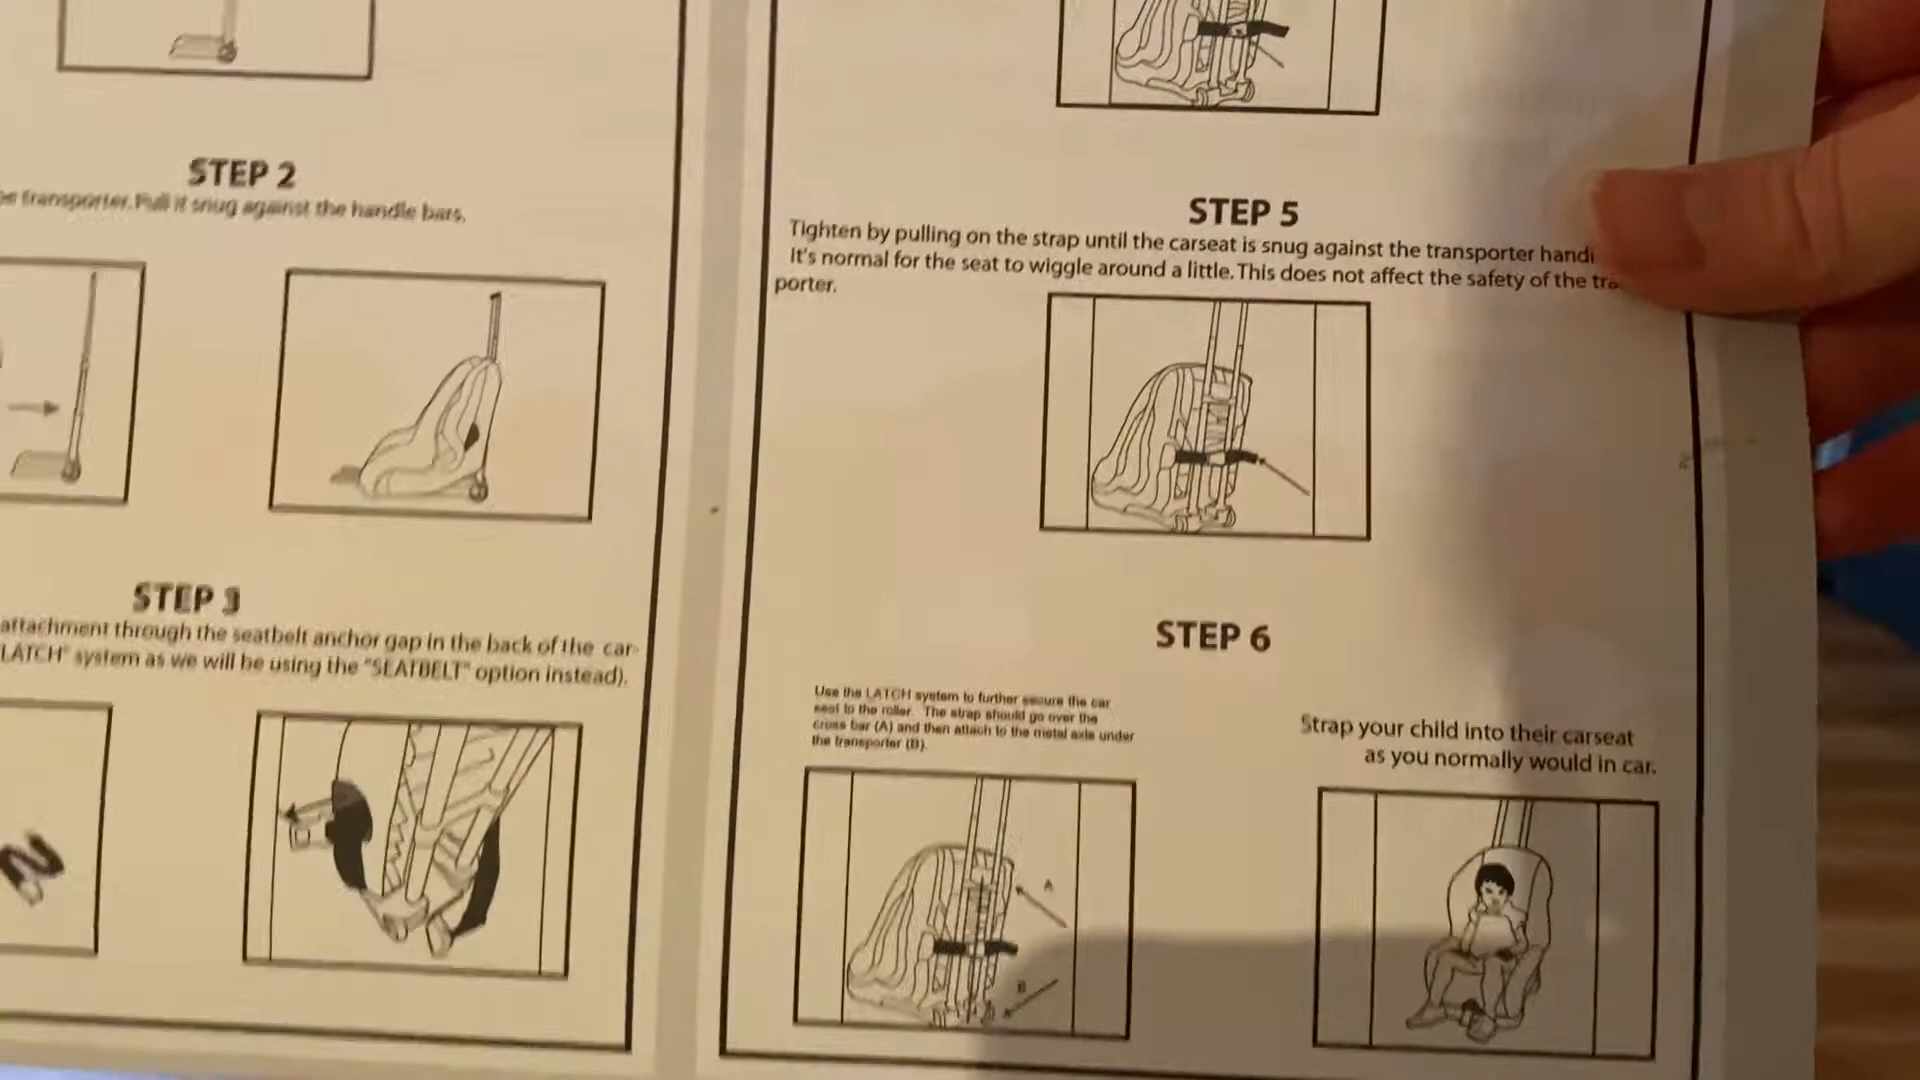 STEP 2
transporter. Pull it snug against the handle bars.
STEP 3
attachment through the seatbelt anchor gap in the back of the car-
LATCH" system as we will be using the "SEATBELT" option instead).
STEP 5
Tighten by pulling on the strap until the carseat is snug against the transporter
It's normal for the seat to wiggle around a little. This does not affect the safety of the
porter.
STEP 6
Use the LATCH system to further secure the car
seat to the roller. The strap should go over the
cross bar (A) and then attach to the metal axle under
the transporter (B).
Strap your child into their carseat
as you normally would in car.
A
B